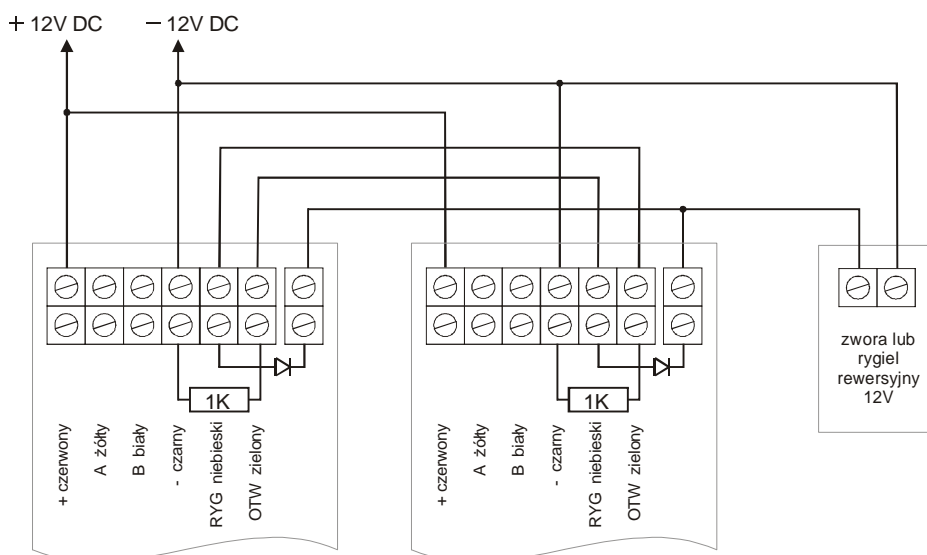 + 12V DC
− 12V DC
zwora lub
rygiel
rewersyjny
12V
1K
+ czerwony
A żółty
B biały
- czarny
RYG niebieski
OTW zielony
1K
+ czerwony
A żółty
B biały
- czarny
RYG niebieski
OTW zielony